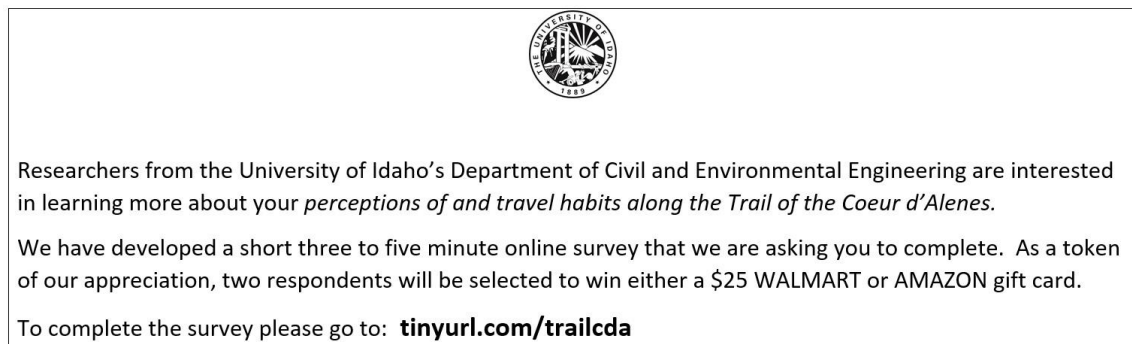 THE UNIVERSITY OF IDAHO
1889
Researchers from the University of Idaho’s Department of Civil and Environmental Engineering are interested
in learning more about your perceptions of and travel habits along the Trail of the Coeur d’Alenes.
We have developed a short three to five minute online survey that we are asking you to complete.  As a token
of our appreciation, two respondents will be selected to win either a $25 WALMART or AMAZON gift card.
To complete the survey please go to:  tinyurl.com/trailcda